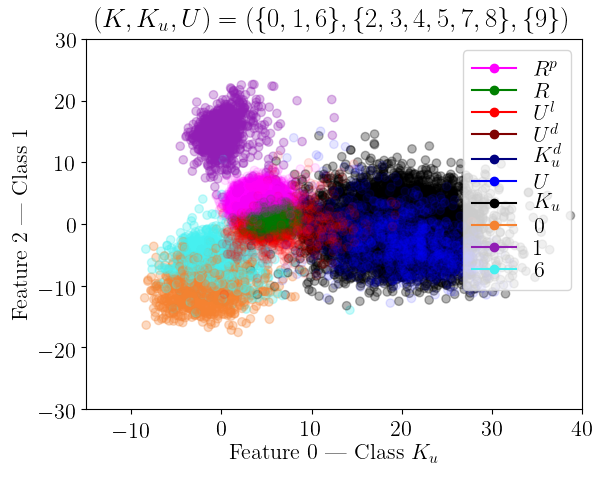 (K, K_u, U) = ({0, 1, 6}, {2, 3, 4, 5, 7, 8}, {9})
30
20
10
0
−10
−20
−30
Feature 2 — Class 1
R^p
R
U^l
U^d
K_u^d
U
K_u
0
1
6
−10 0 10 20 30 40
Feature 0 — Class K_u